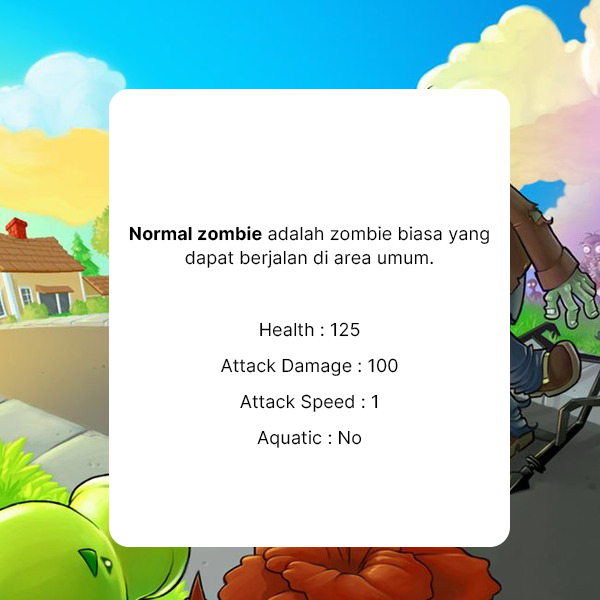 Normal zombie adalah zombie biasa yang
dapat berjalan di area umum.
Health : 125
Attack Damage : 100
Attack Speed : 1
Aquatic : No